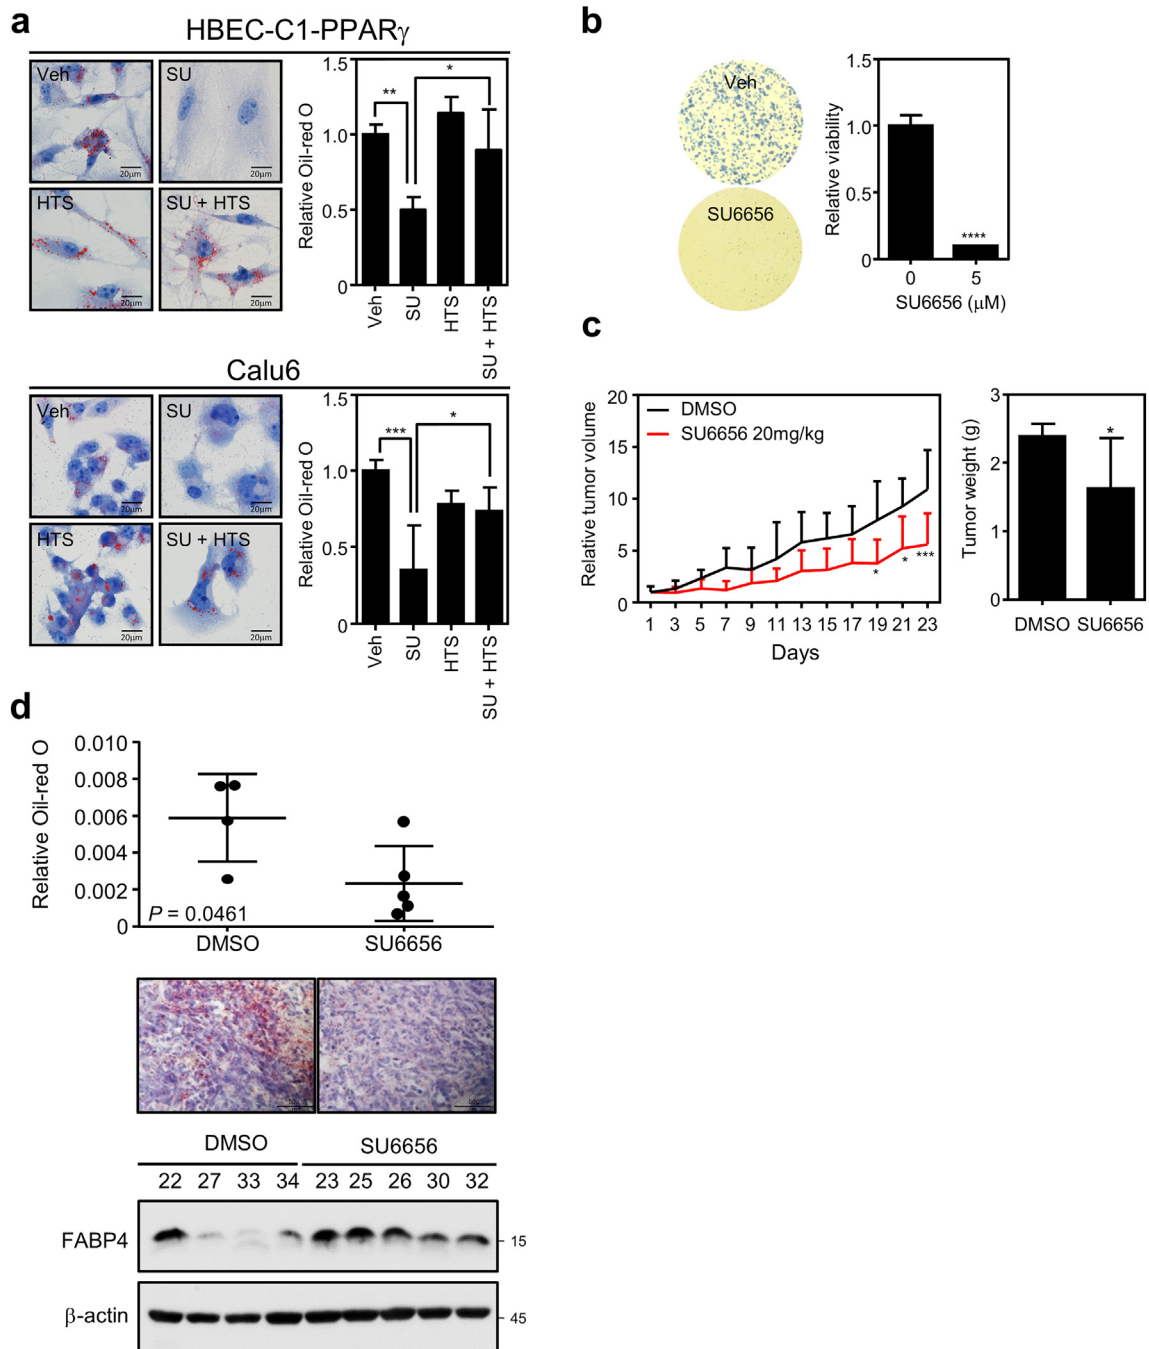 a
HBEC-C1-PPARγ
Veh
20μm
SU
20μm
HTS
20μm
SU + HTS
20μm
Relative Oil-red O
1.5
1.0
0.5
0
**
*
Veh
SU
HTS
SU + HTS
Calu6
Veh
20μm
SU
20μm
HTS
20μm
SU + HTS
20μm
Relative Oil-red O
1.5
1.0
0.5
0
***
*
Veh
SU
HTS
SU + HTS
b
Veh
SU6656
Relative viability
1.5
1.0
0.5
0
****
0 5
SU6656 (μM)
c
Relative tumor volume
20
15
10
5
0
DMSO
SU6656 20mg/kg
* * ***
1 3 5 7 9 11 13 15 17 19 21 23
Days
Tumor weight (g)
3
2
1
0
*
DMSO SU6656
d
Relative Oil-red O
0.010
0.008
0.006
0.004
0.002
0
P = 0.0461
DMSO SU6656
DMSO SU6656
22 27 33 34 23 25 26 30 32
FABP4
15
β-actin
45